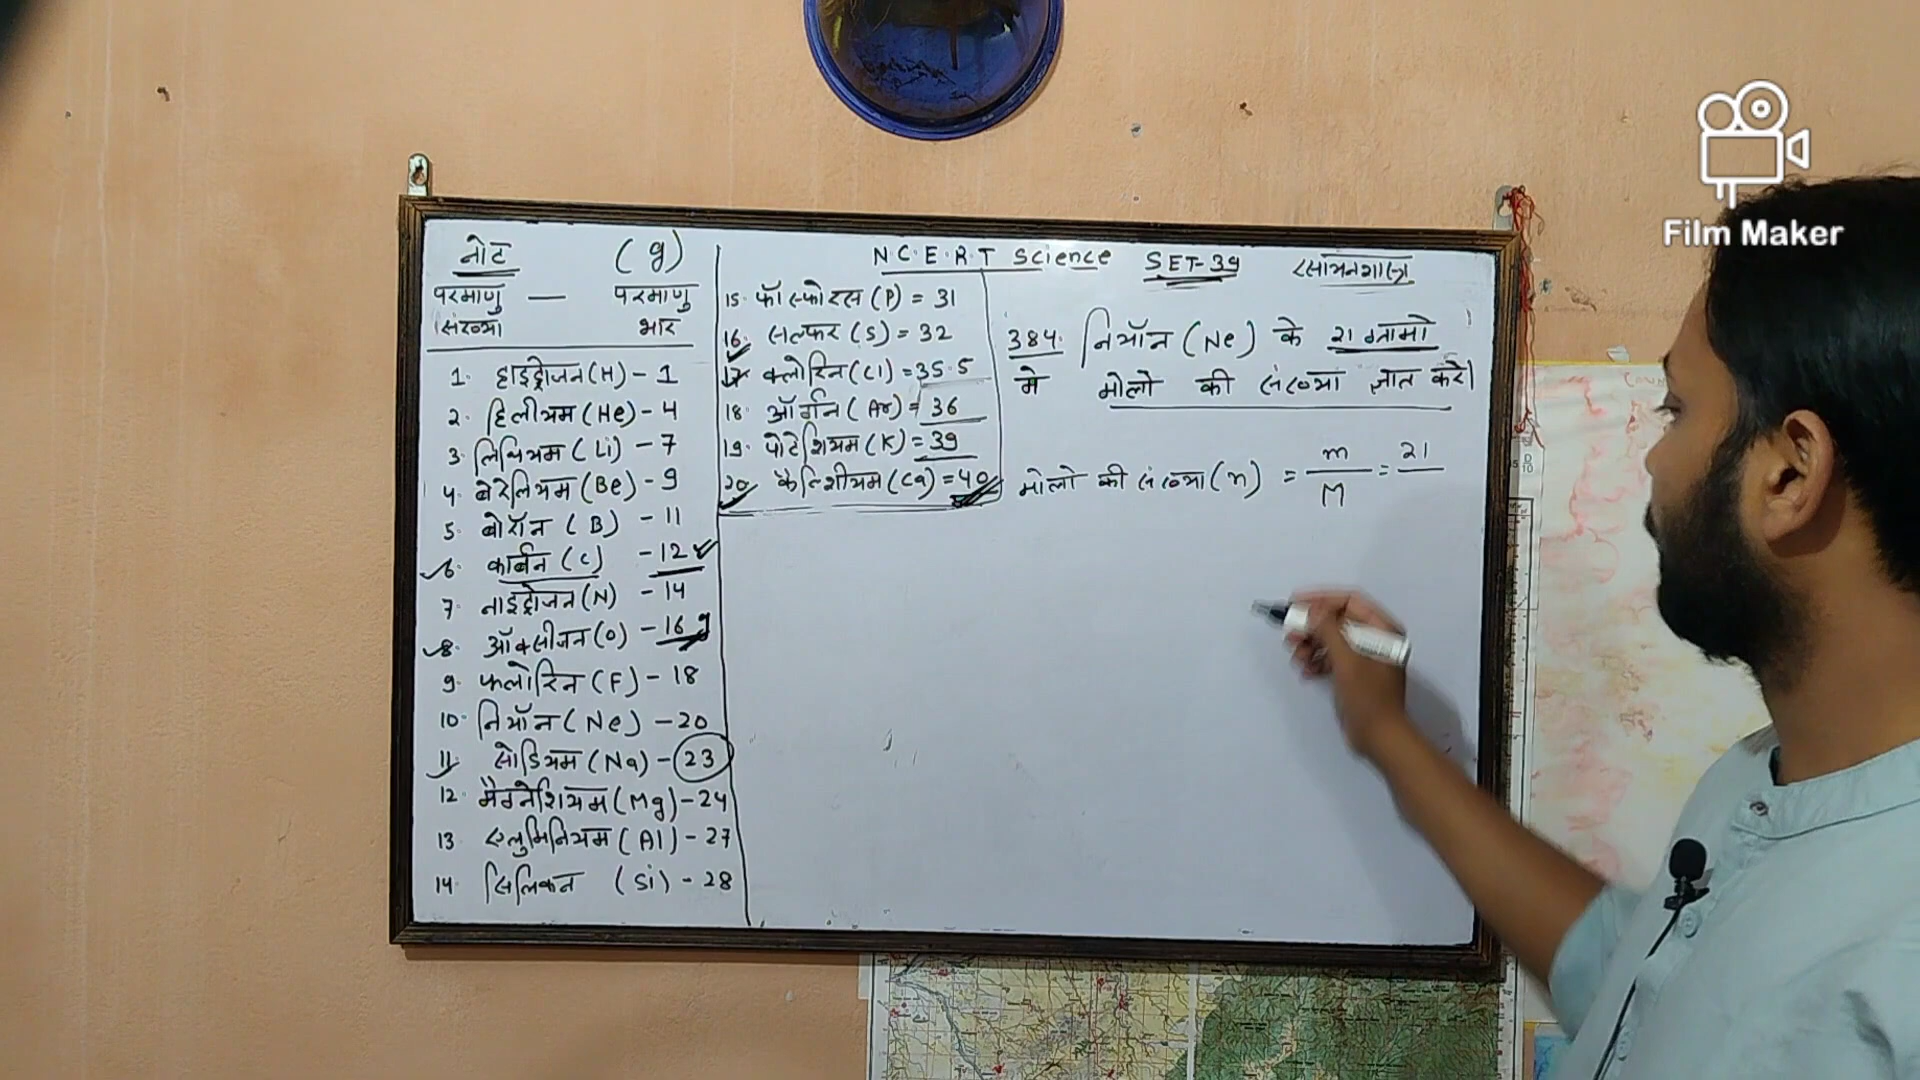 Film Maker
N.C.E.R.T Science SET-39 रसायनशास्त्र
नोट (g)
परमाणु संख्या — परमाणु भार
1. हाइड्रोजन (H) - 1
2. हिलीयम (He) - 4
3. लिथियम (Li) - 7
4. बेरेलियम (Be) - 9
5. बोरॉन (B) - 11
6. कार्बन (C) - 12
7. नाइट्रोजन (N) - 14
8. ऑक्सीजन (O) - 16 g
9. फ्लोरिन (F) - 18
10. नियॉन (Ne) - 20
11. सोडियम (Na) - 23
12. मैग्नेशियम (Mg) - 24
13. एलुमिनियम (Al) - 27
14. सिलिकन (Si) - 28
15. फॉस्फोरस (P) = 31
16. सल्फर (S) = 32
17. क्लोरिन (Cl) = 35.5
18. ऑर्गन (Ar) = 36
19. पोटेशियम (K) = 39
20. कैल्शीयम (Ca) = 40
384. नियॉन (Ne) के 21 ग्रामो
मे मोलो की संख्या ज्ञात करे।
मोलो की संख्या (n) = m/M = 21